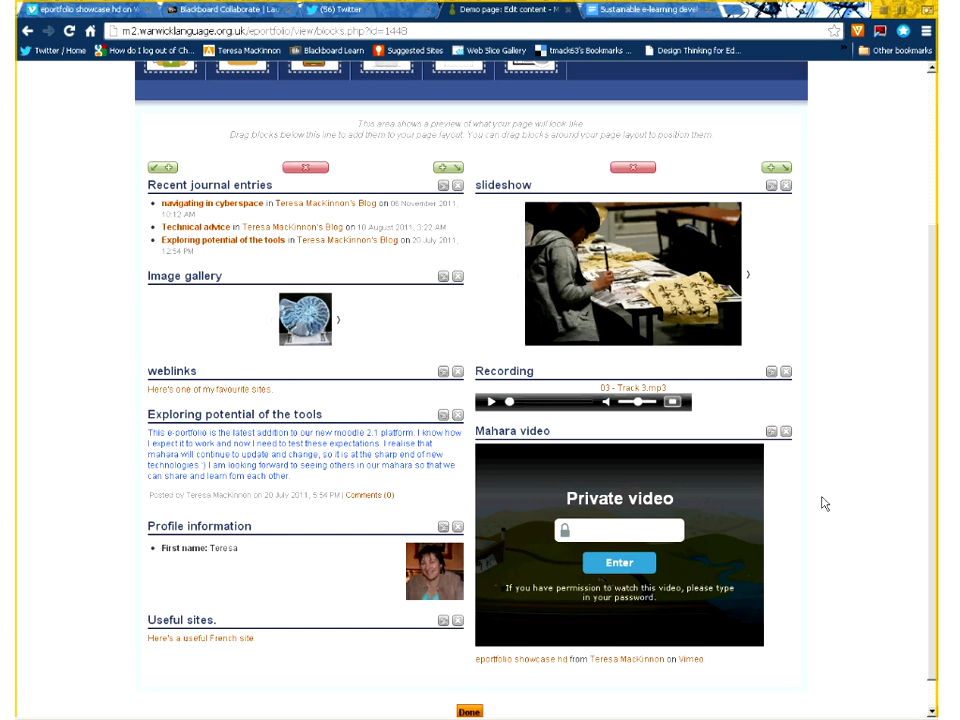 eportfolio showcase hd on V
Blackboard Collaborate | Lau
(56) Twitter
Demo page: Edit content - M
Sustainable e-learning devel
m2.warwicklanguage.org.uk/eportfolio/view/blocks.php?id=1448
Twitter / Home
How do I log out of Ch...
Teresa MacKinnon
Blackboard Learn
Suggested Sites
Web Slice Gallery
tmack63's Bookmarks ...
Design Thinking for Ed...
Other bookmarks
This area shows a preview of what your page will look like.
Drag blocks below this line to add them to your page layout. You can drag blocks around your page layout to position them.
Recent journal entries
navigating in cyberspace in Teresa MacKinnon's Blog on 06 November 2011,
10:12 AM
Technical advice in Teresa MacKinnon's Blog on 10 August 2011, 3:22 AM
Exploring potential of the tools in Teresa MacKinnon's Blog on 20 July 2011,
12:54 PM
Image gallery
weblinks
Here's one of my favourite sites.
Exploring potential of the tools
This e-portfolio is the latest addition to our new moodle 2.1 platform. I know how
I expect it to work and now I need to test these expectations. I realise that
mahara will continue to update and change, so it is at the sharp end of new
technologies :) I am looking forward to seeing others in our mahara so that we
can share and learn fom each other.
Posted by Teresa MacKinnon on 20 July 2011, 5:54 PM | Comments (0)
Profile information
First name: Teresa
Useful sites.
Here's a useful French site
slideshow
Recording
03 - Track 3.mp3
Mahara video
Private video
Enter
If you have permission to watch this video, please type
in your password.
eportfolio showcase hd from Teresa MacKinnon on Vimeo
Done